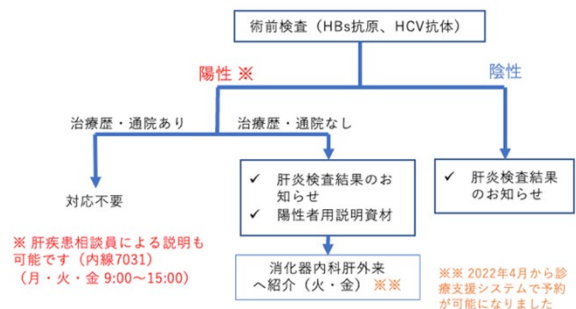 術前検査（HBs抗原、HCV抗体）
陽性 ※
陰性
治療歴・通院あり
治療歴・通院なし
対応不要
✓ 肝炎検査結果のお
知らせ
✓ 陽性者用説明資材
✓ 肝炎検査結果
のお知らせ
※ 肝疾患相談員による説明も
可能です（内線7031）
（月・火・金 9:00～15:00）
消化器内科肝外来
へ紹介（火・金） ※※
※※ 2022年4月から診
療支援システムで予約
が可能になりました